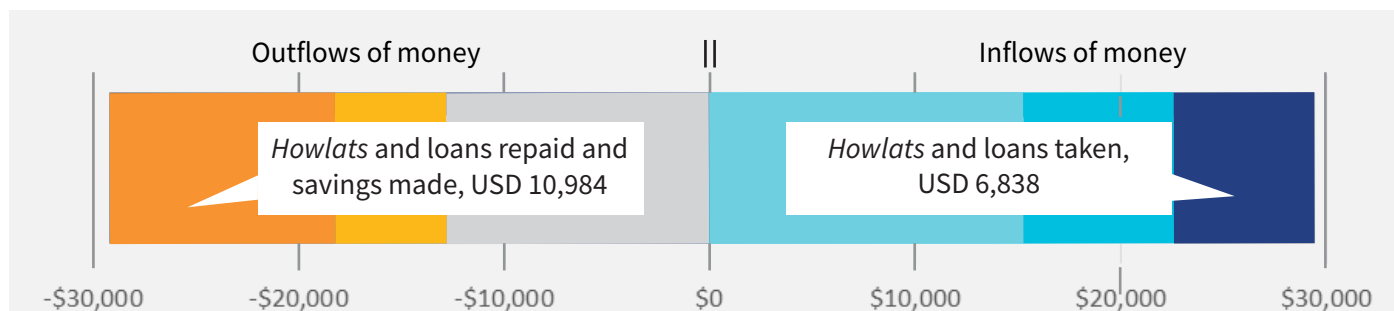 Outflows of money || Inflows of money
Howlats and loans repaid and
savings made, USD 10,984
Howlats and loans taken,
USD 6,838
-$30,000 -$20,000 -$10,000 $0 $10,000 $20,000 $30,000